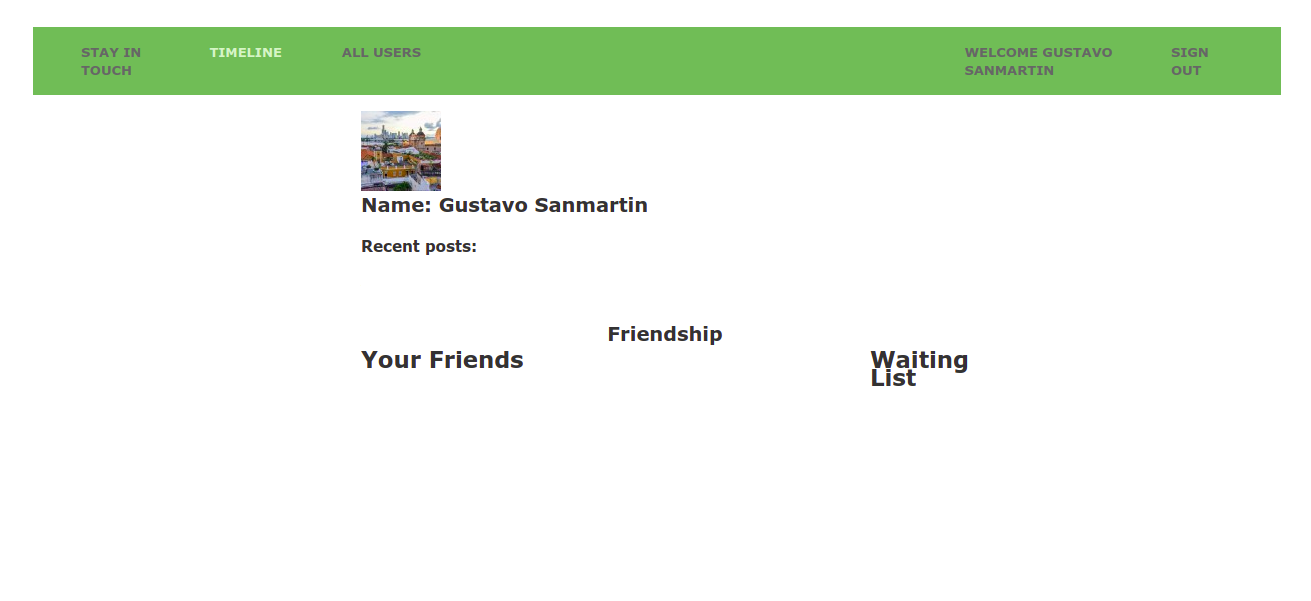 STAY IN
TOUCH
TIMELINE
ALL USERS
WELCOME GUSTAVO
SANMARTIN
SIGN
OUT
Name: Gustavo Sanmartin
Recent posts:
Friendship
Your Friends
Waiting
List